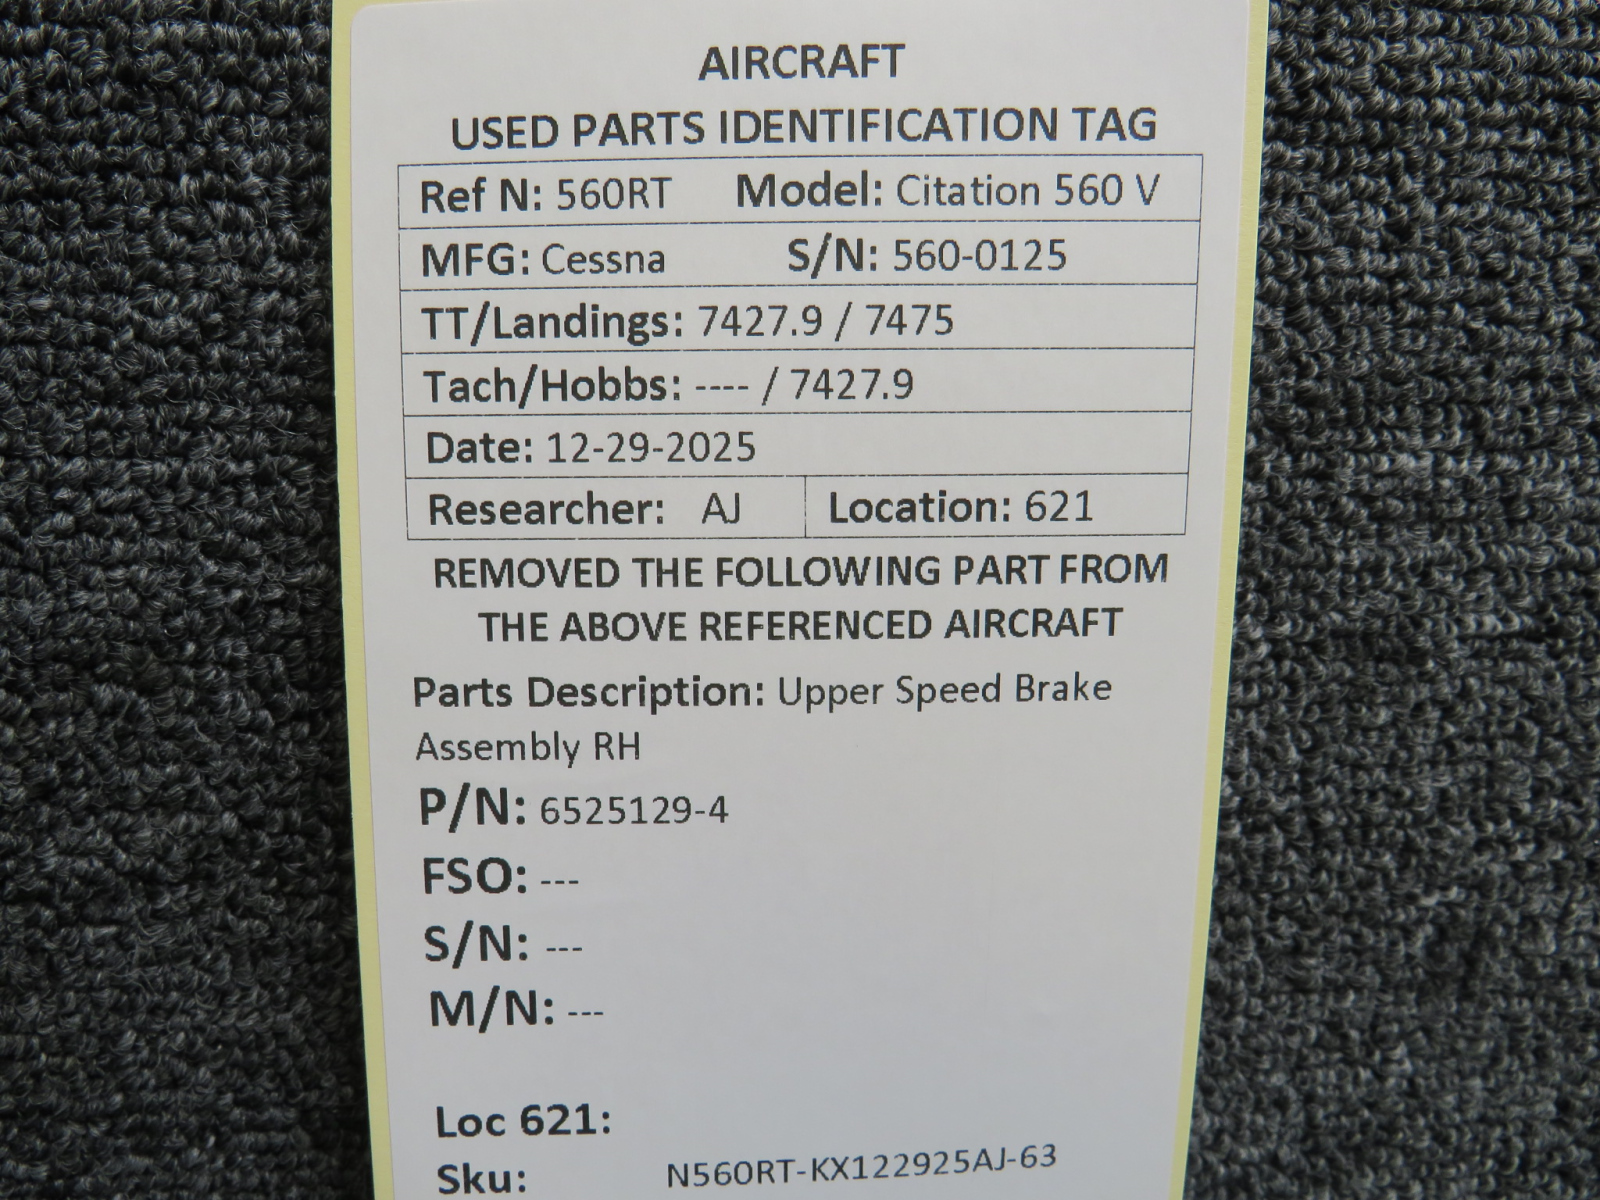 AIRCRAFT
USED PARTS IDENTIFICATION TAG
Ref N: 560RT Model: Citation 560 V
MFG: Cessna S/N: 560-0125
TT/Landings: 7427.9 / 7475
Tach/Hobbs: ---- / 7427.9
Date: 12-29-2025
Researcher: AJ Location: 621
REMOVED THE FOLLOWING PART FROM
THE ABOVE REFERENCED AIRCRAFT
Parts Description: Upper Speed Brake
Assembly RH
P/N: 6525129-4
FSO: ---
S/N: ---
M/N: ---
Loc 621:
Sku: N560RT-KX122925AJ-63